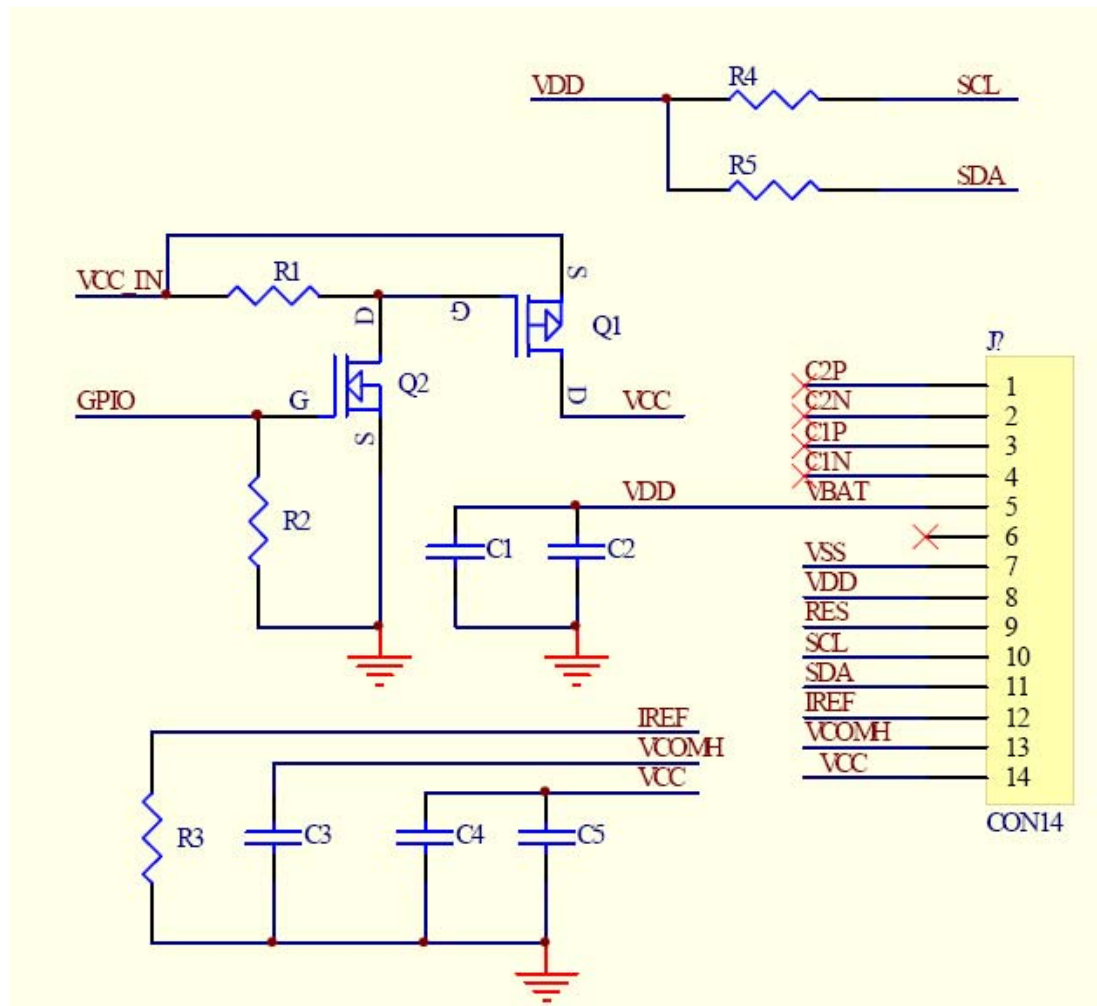 VDD R4 SCL
R5 SDA
VCC_IN R1 S
D G Q1
GPIO G Q2 D VCC
S
R2
VDD VBAT
C1 C2
J?
C2P 1
C2N 2
C1P 3
C1N 4
5
6
VSS 7
VDD 8
RES 9
SCL 10
SDA 11
IREF 12
VCOMH 13
VCC 14
CON14
IREF
VCOMH
VCC
R3 C3 C4 C5